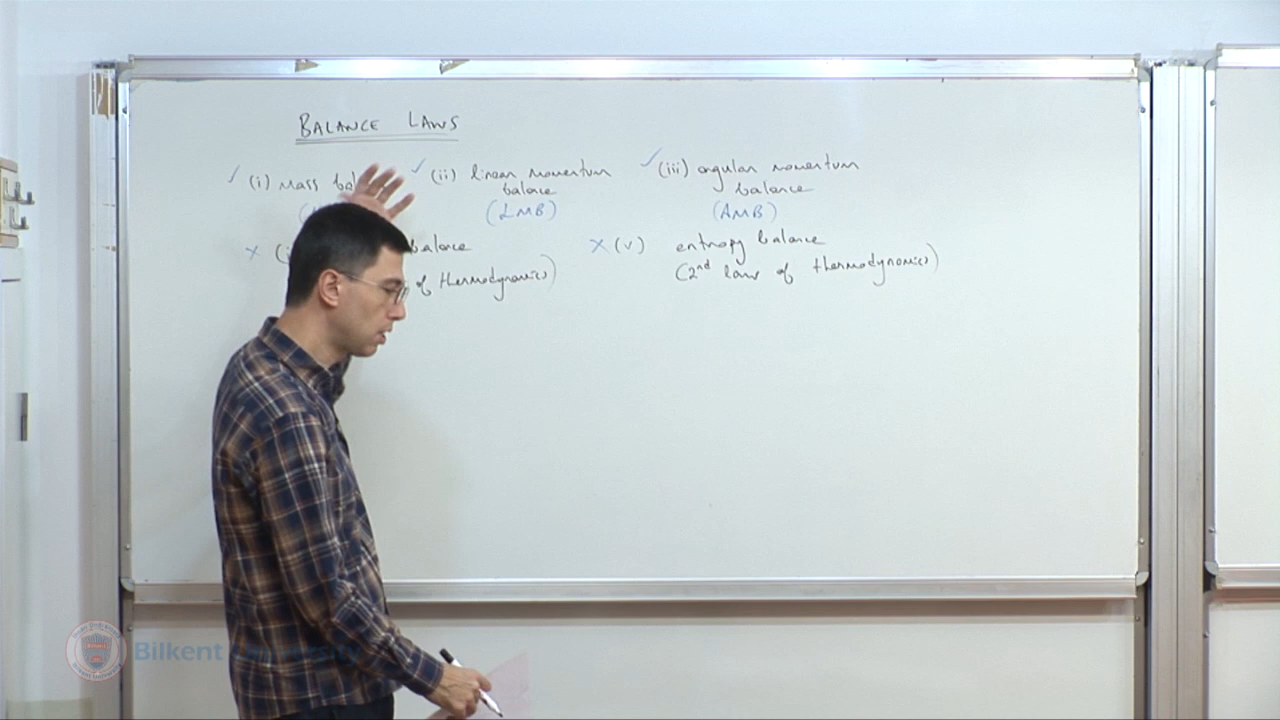 BALANCE LAWS
✓ (i) mass ✓ (ii) linear momentum balance ✓ (iii) angular momentum balance
(LMB) (AMB)
× balance × (v) entropy balance
of thermodynamics) (2nd law of thermodynamics)
Bilkent University